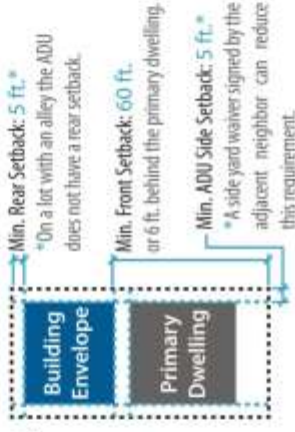 Min. Rear Setback: 5 ft.*
*On a lot with an alley the ADU
does not have a rear setback.
Min. Front Setback: 60 ft.
or 6 ft. behind the primary dwelling.
Min. ADU Side Setback: 5 ft.*
*A side yard waiver signed by the
adjacent neighbor can reduce
this requirement.
Building
Envelope
Primary
Dwelling